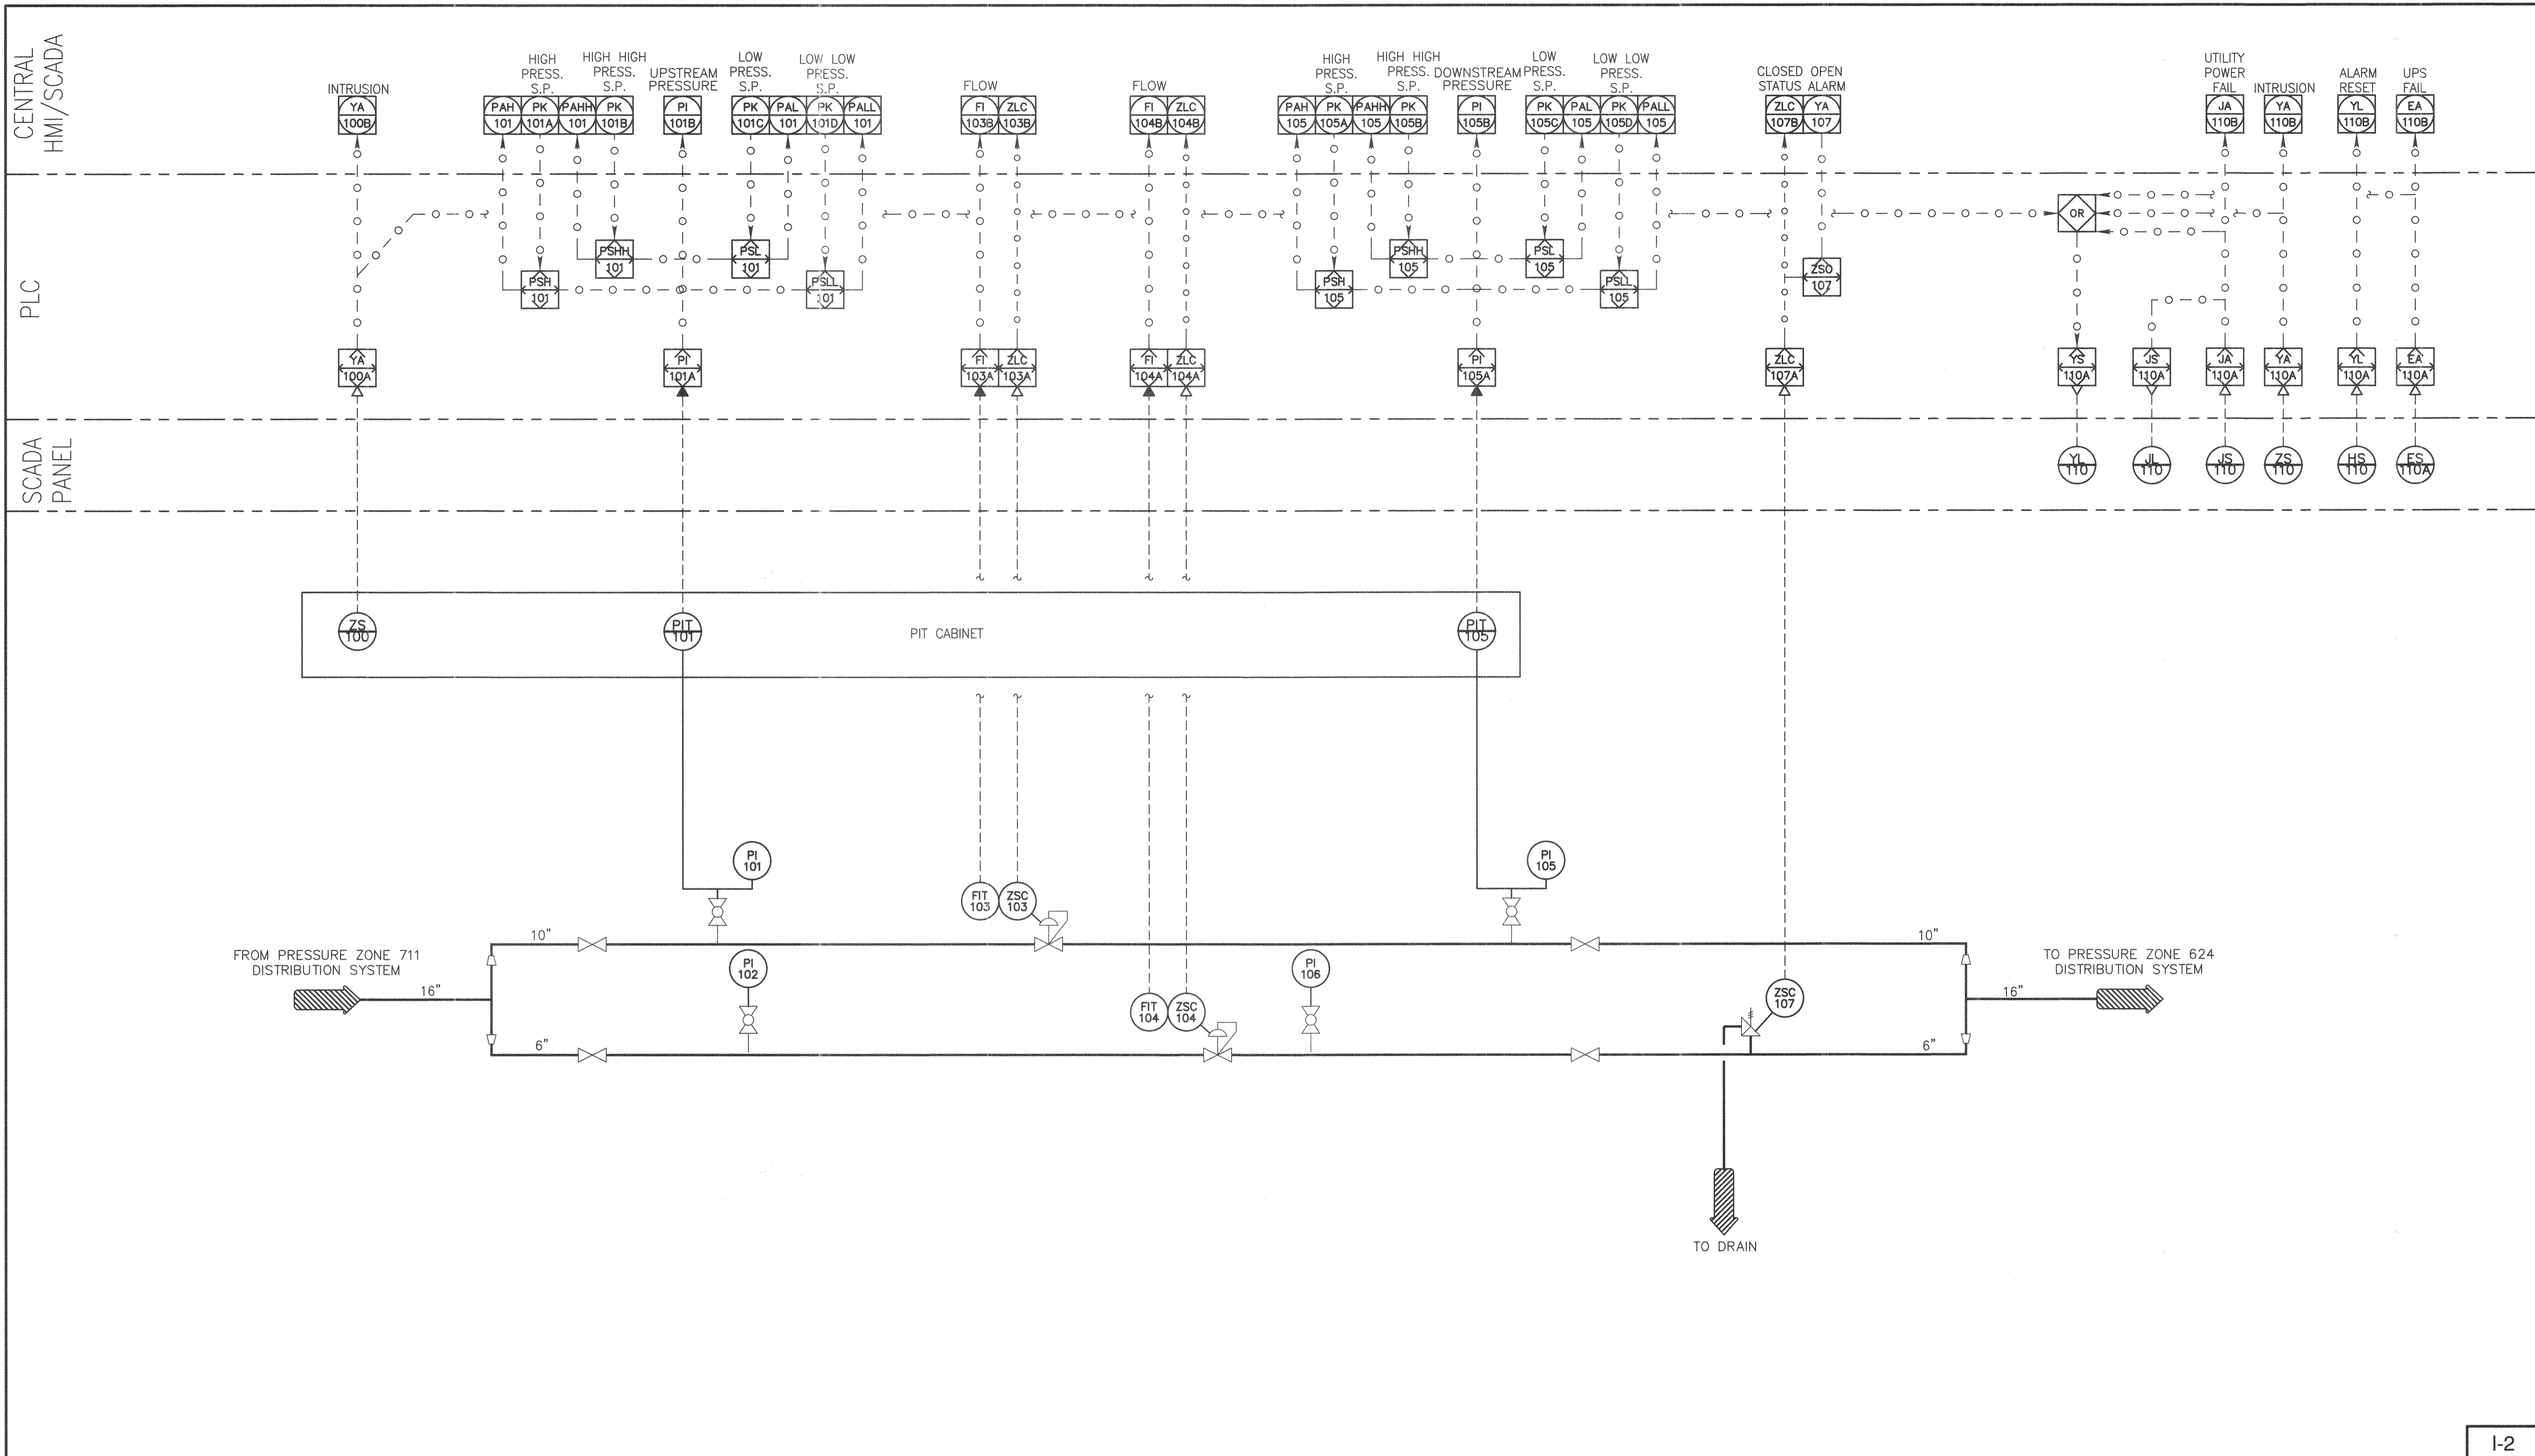 CENTRAL
HMI/SCADA
INTRUSION
YA
100B
HIGH
PRESS.
S.P.
HIGH HIGH
PRESS.
S.P.
UPSTREAM
PRESSURE
LOW
PRESS.
S.P.
LOW LOW
PRESS.
S.P.
PAH
101
PK
101A
PAHH
101
PK
101B
PI
101B
PK
101C
PAL
101
PK
101D
PALL
101
FLOW
FI
103B
ZLC
103B
FLOW
FI
104B
ZLC
104B
HIGH
PRESS.
S.P.
HIGH HIGH
PRESS.
S.P.
DOWNSTREAM
PRESSURE
LOW
PRESS.
S.P.
LOW LOW
PRESS.
S.P.
PAH
105
PK
105A
PAHH
105
PK
105B
PI
105B
PK
105C
PAL
105
PK
105D
PALL
105
CLOSED OPEN
STATUS ALARM
ZLC
107B
YA
107
UTILITY
POWER
FAIL
JA
110B
INTRUSION
YA
110B
ALARM
RESET
YL
110B
UPS
FAIL
EA
110B
PLC
OR
PSHH
101
PSL
101
PSH
101
PSLL
101
PSHH
105
PSL
105
PSH
105
PSLL
105
ZSO
107
YA
100A
PI
101A
FI
103A
ZLC
103A
FI
104A
ZLC
104A
PI
105A
ZLC
107A
YS
110A
JS
110A
JA
110A
YA
110A
YL
110A
EA
110A
SCADA
PANEL
YL
110
JL
110
JS
110
ZS
110
HS
110
ES
110A
ZS
100
PIT
101
PIT CABINET
PIT
105
PI
101
PI
105
FIT
103
ZSC
103
10"
10"
FROM PRESSURE ZONE 711
DISTRIBUTION SYSTEM
16"
PI
102
PI
106
FIT
104
ZSC
104
ZSC
107
TO PRESSURE ZONE 624
DISTRIBUTION SYSTEM
16"
6"
6"
TO DRAIN
I-2